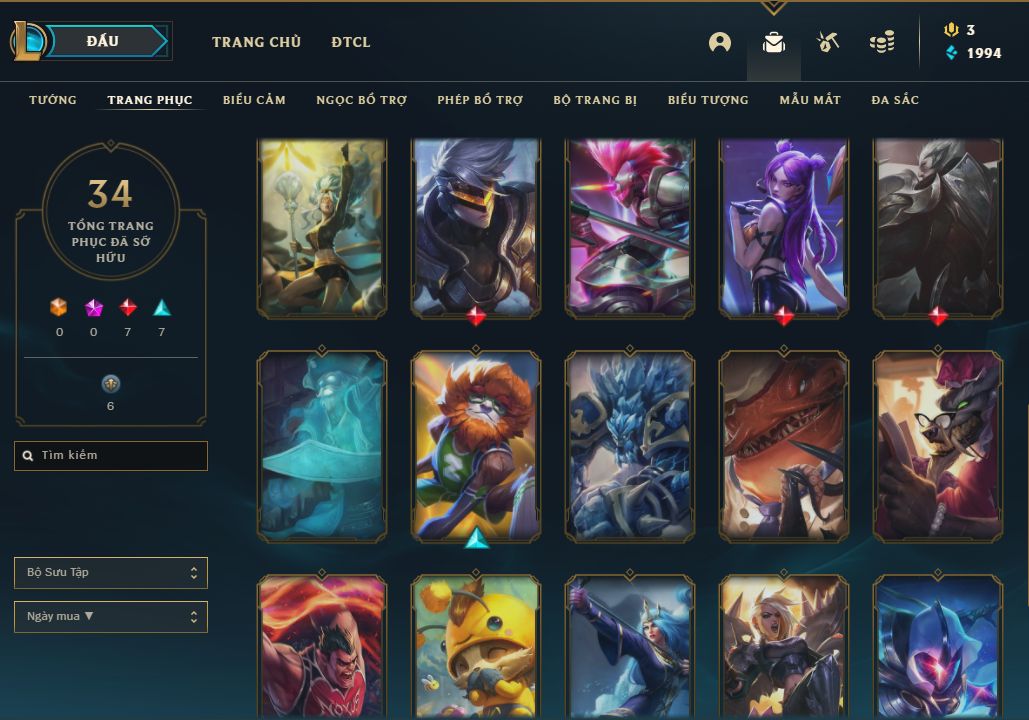 ĐẤU
TRANG CHỦ
ĐTCL
3
1994
TƯỚNG
TRANG PHỤC
BIỂU CẢM
NGỌC BỔ TRỢ
PHÉP BỔ TRỢ
BỘ TRANG BỊ
BIỂU TƯỢNG
MẪU MẮT
ĐA SẮC
34
TỔNG TRANG
PHỤC ĐÃ SỞ
HỮU
0
0
7
7
6
Tìm kiếm
Bộ Sưu Tập
Ngày mua ▼
2